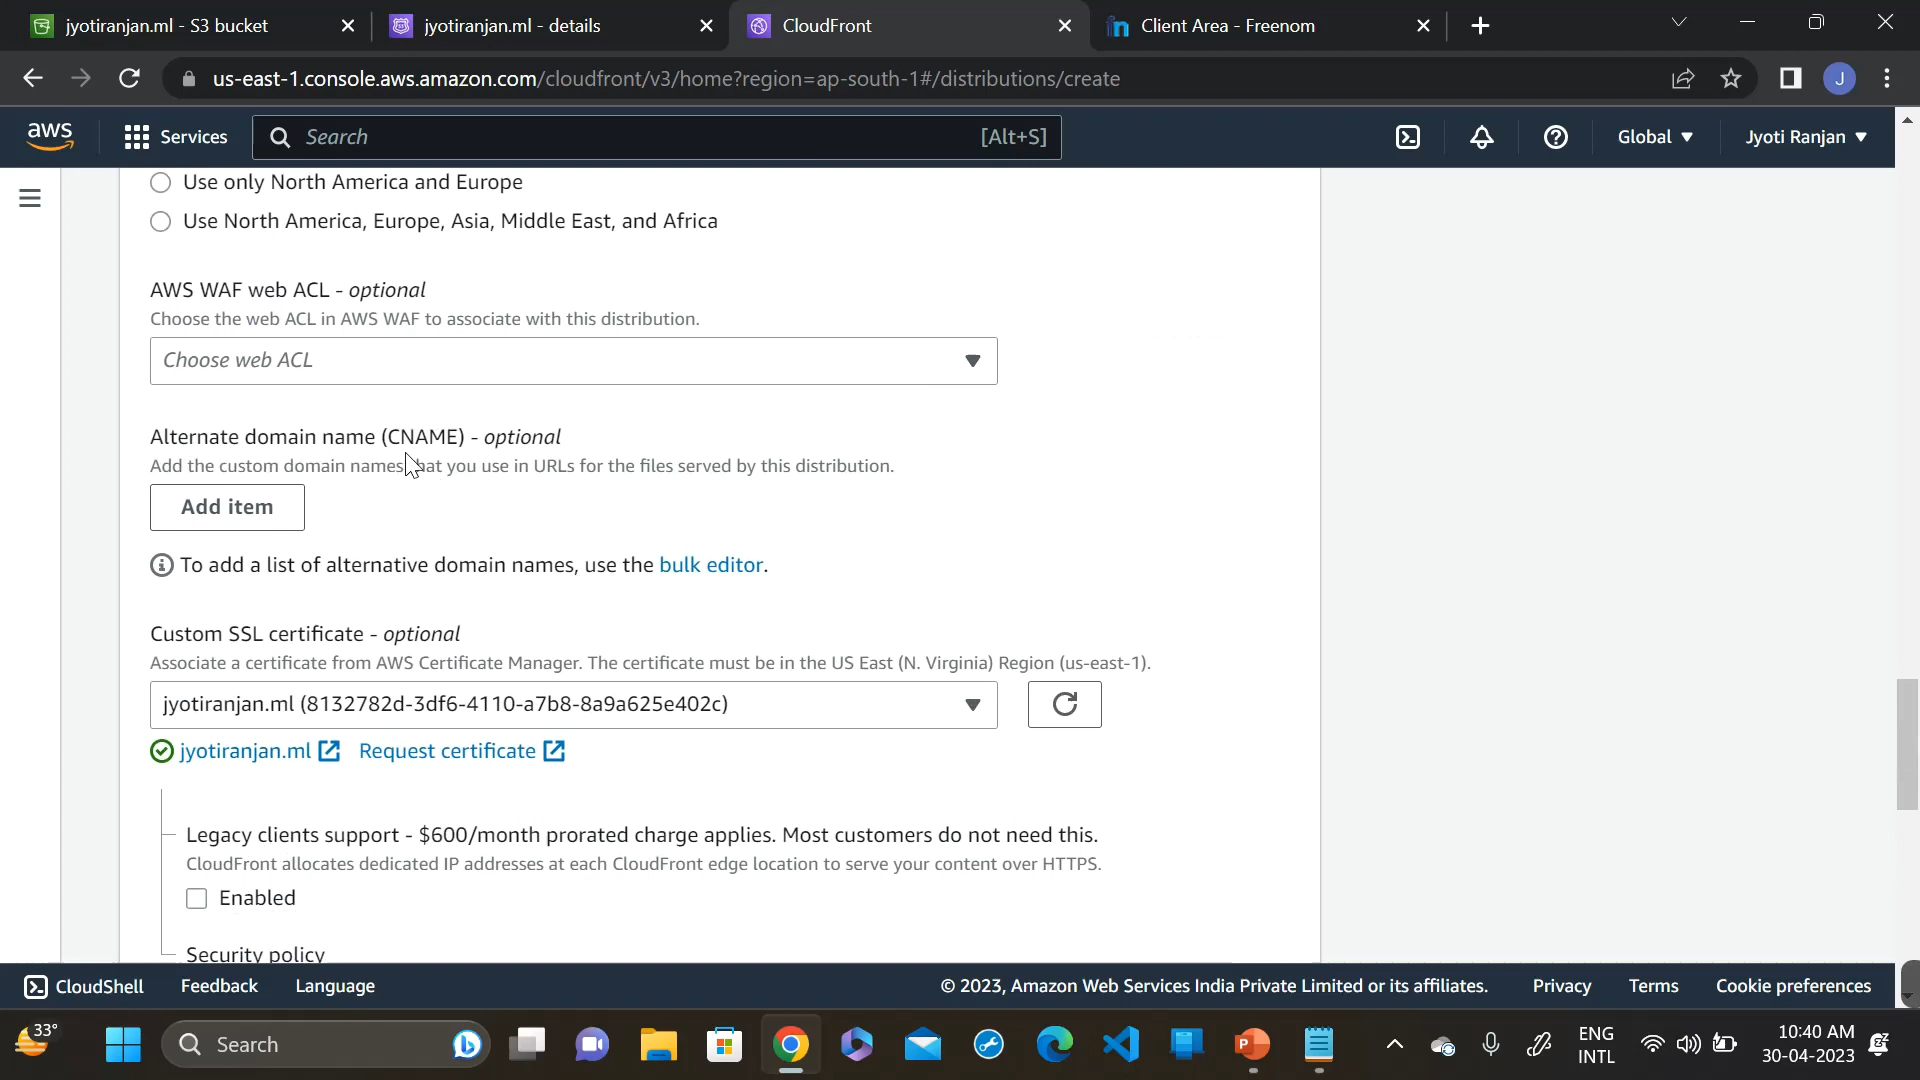 jyotiranjan.ml - S3 bucket
jyotiranjan.ml - details
CloudFront
Client Area - Freenom
us-east-1.console.aws.amazon.com/cloudfront/v3/home?region=ap-south-1#/distributions/create
J
aws
Services
Search
[Alt+S]
Global
Jyoti Ranjan
Use only North America and Europe
Use North America, Europe, Asia, Middle East, and Africa
AWS WAF web ACL - optional
Choose the web ACL in AWS WAF to associate with this distribution.
Choose web ACL
Alternate domain name (CNAME) - optional
Add the custom domain names that you use in URLs for the files served by this distribution.
Add item
To add a list of alternative domain names, use the bulk editor.
Custom SSL certificate - optional
Associate a certificate from AWS Certificate Manager. The certificate must be in the US East (N. Virginia) Region (us-east-1).
jyotiranjan.ml (8132782d-3df6-4110-a7b8-8a9a625e402c)
jyotiranjan.ml
Request certificate
Legacy clients support - $600/month prorated charge applies. Most customers do not need this.
CloudFront allocates dedicated IP addresses at each CloudFront edge location to serve your content over HTTPS.
Enabled
Security policy
CloudShell
Feedback
Language
© 2023, Amazon Web Services India Private Limited or its affiliates.
Privacy
Terms
Cookie preferences
33°
Search
ENG
INTL
10:40 AM
30-04-2023